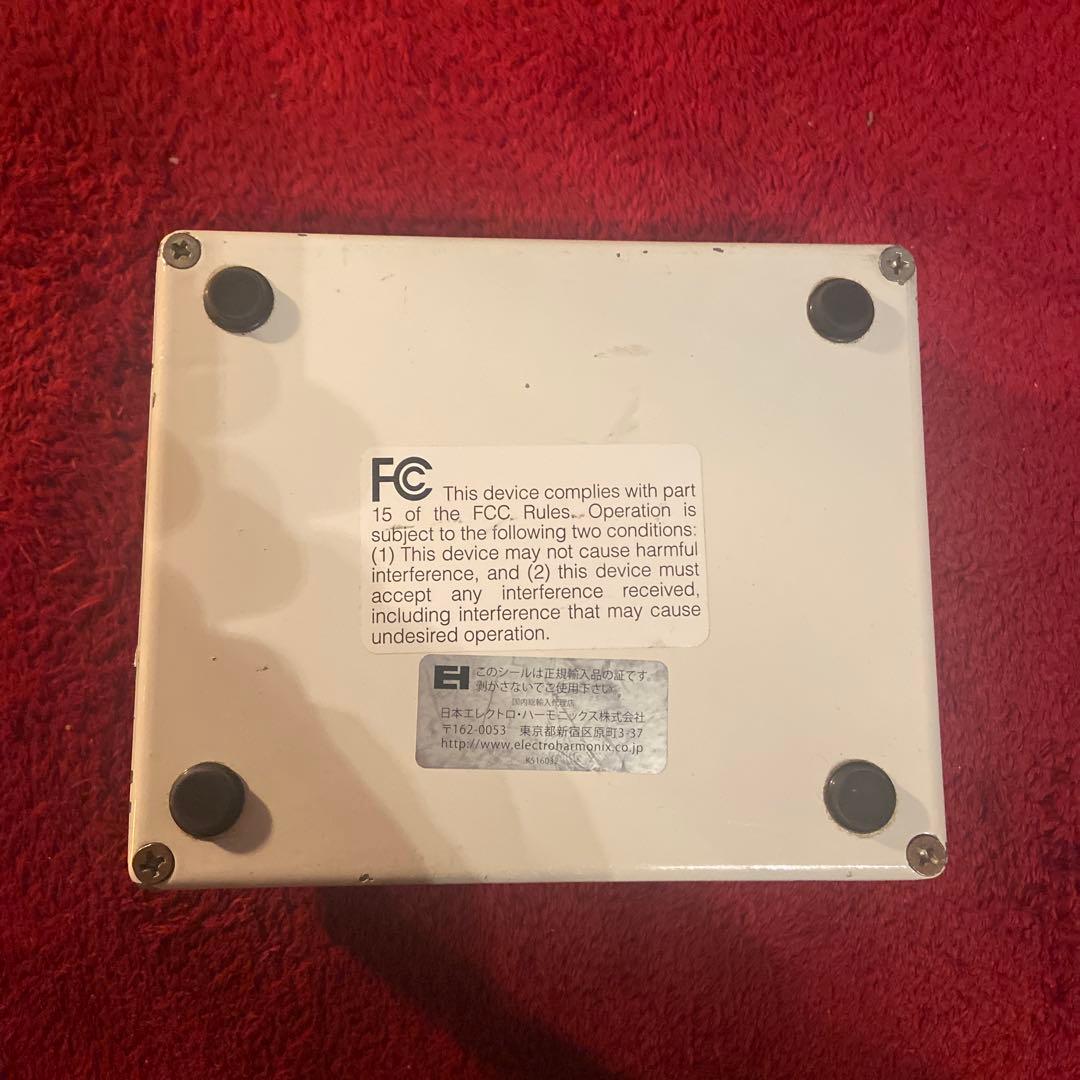 FC This device complies with part
15 of the FCC Rules. Operation is
subject to the following two conditions:
(1) This device may not cause harmful
interference, and (2) this device must
accept any interference received,
including interference that may cause
undesired operation.
EH このシールは正規輸入品の証です。
剥がさないでご使用下さい。
国内総輸入代理店
日本エレクトロ・ハーモニックス株式会社
〒162-0053 東京都新宿区原町3-37
http://www.electroharmonix.co.jp
K516032